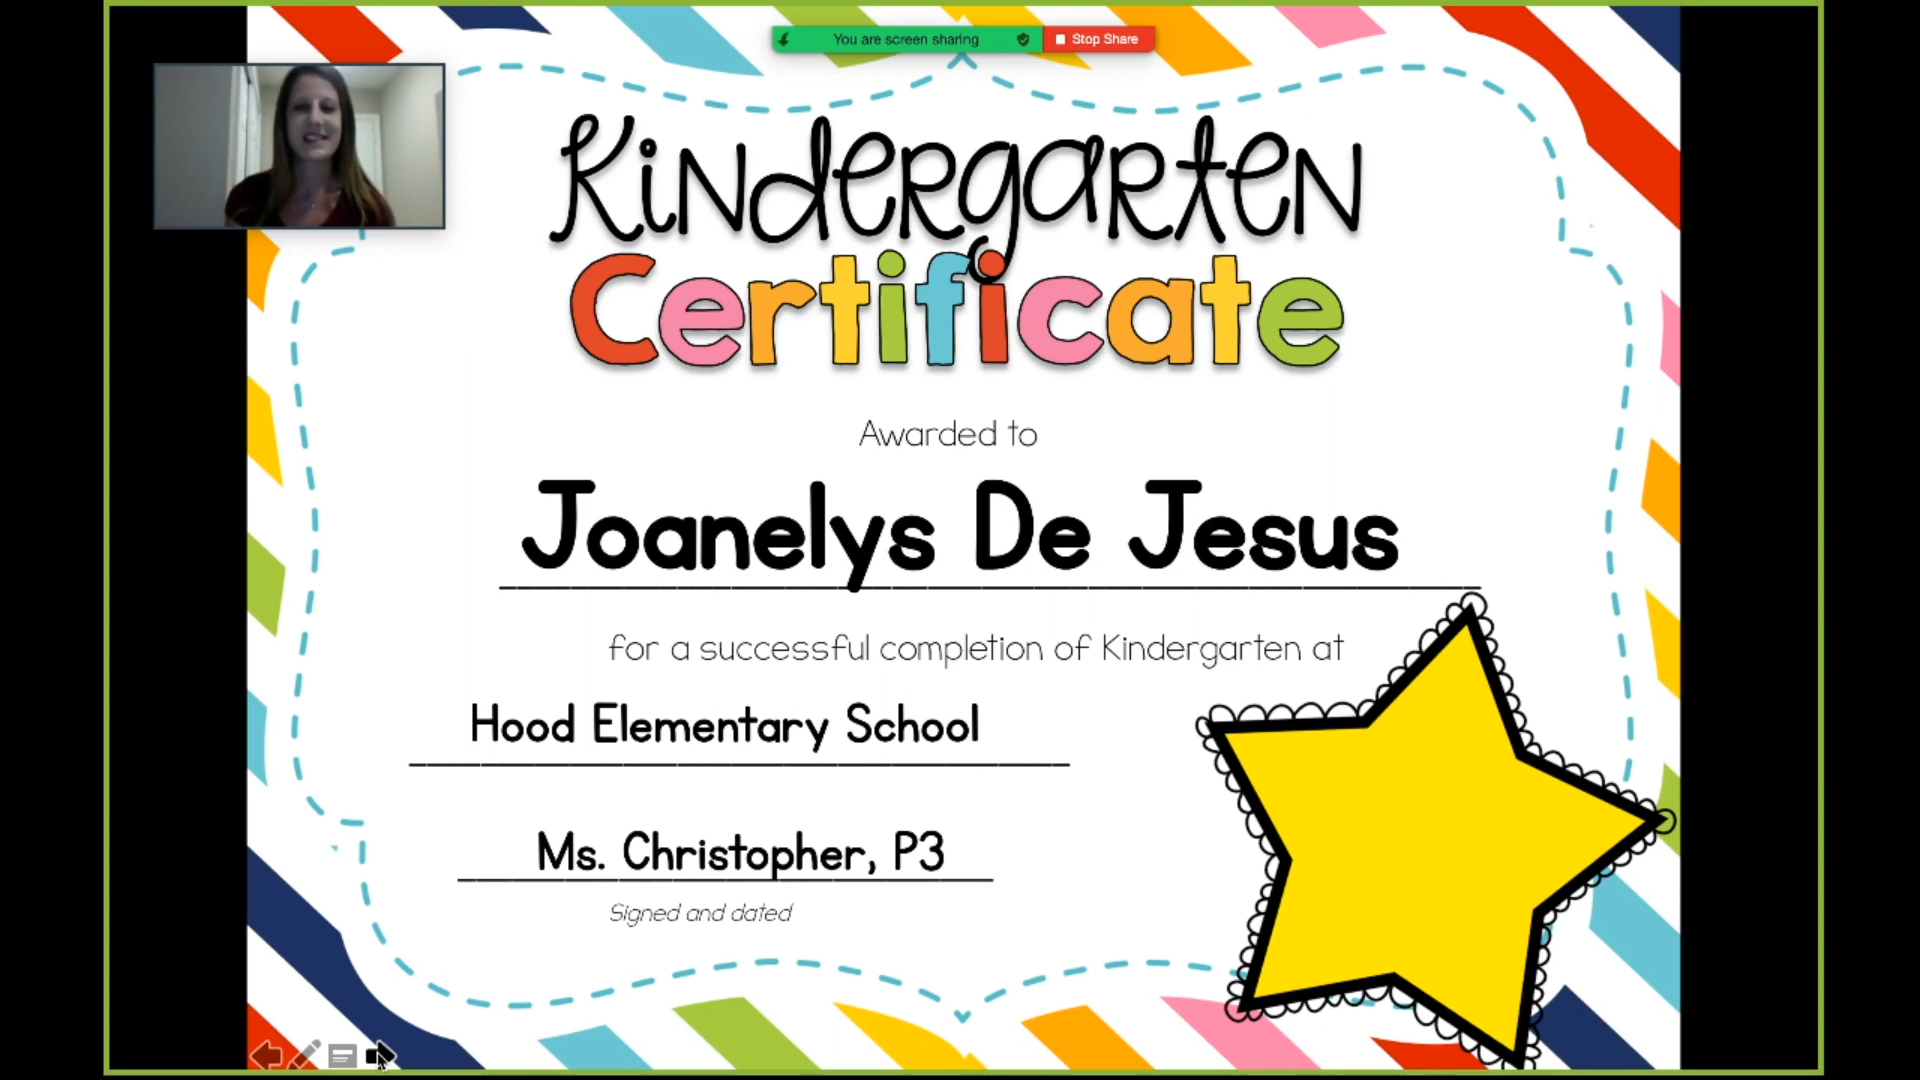 You are screen sharing
Stop Share
Kindergarten
Certificate
Awarded to
Joanelys De Jesus
for a successful completion of Kindergarten at
Hood Elementary School
Ms. Christopher, P3
Signed and dated